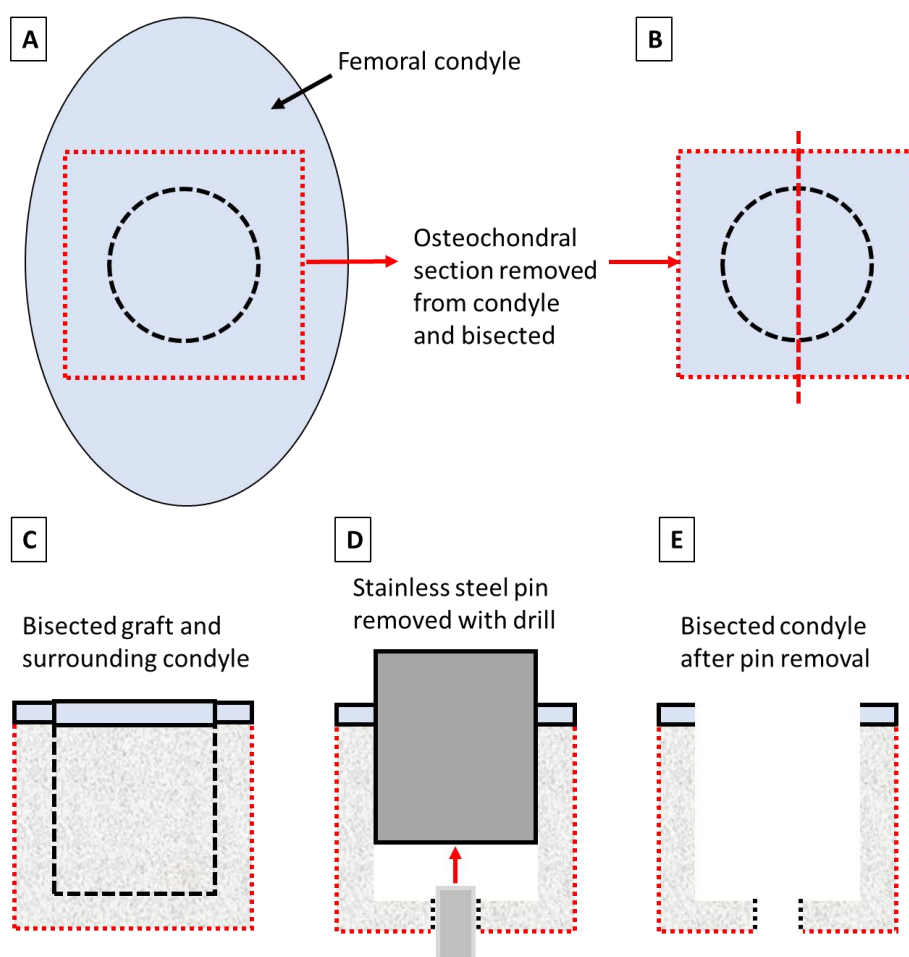 A
B
Femoral condyle
Osteochondral
section removed
from condyle
and bisected
C
D
E
Bisected graft and
surrounding condyle
Stainless steel pin
removed with drill
Bisected condyle
after pin removal